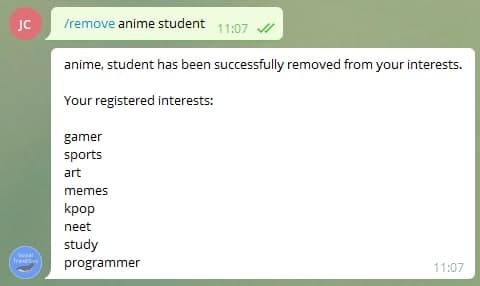 JC
/remove anime student 11:07
anime, student has been successfully removed from your interests.
Your registered interests:
gamer
sports
art
memes
kpop
neet
study
programmer
11:07